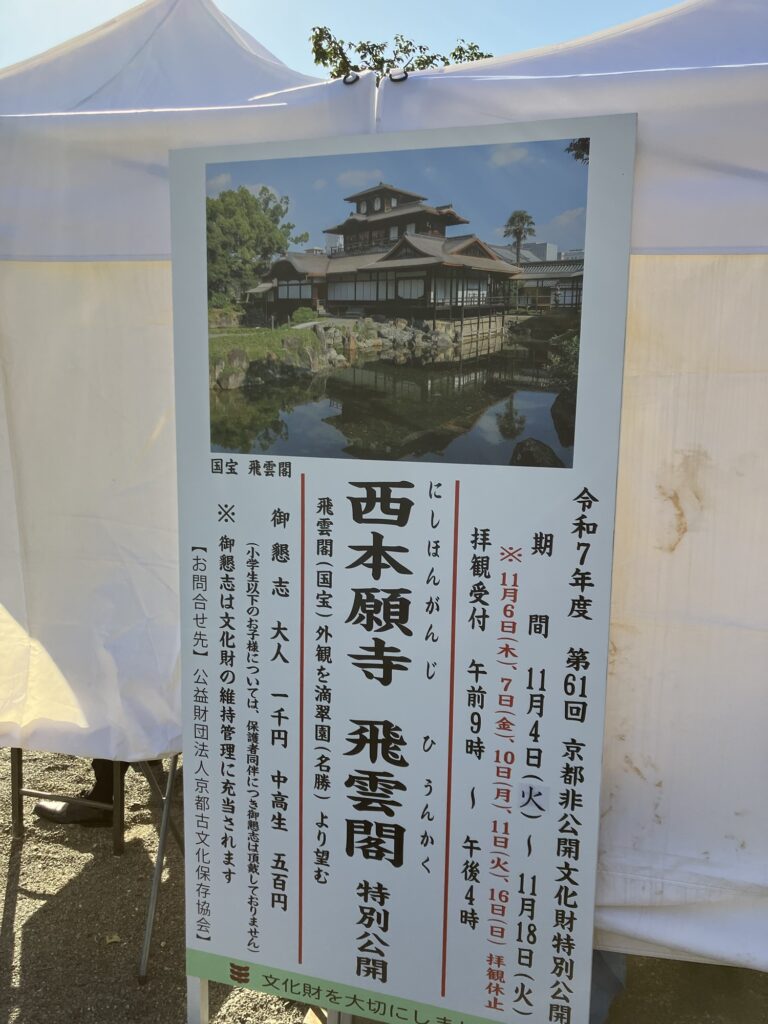 国宝 飛雲閣
令和7年度 第61回 京都非公開文化財特別公開
期間 11月4日(火)～11月18日(火)
※11月6日(木)、7日(金)、10日(月)、11日(火)、16日(日) 拝観休止
拝観受付 午前9時 ～ 午後4時
にしほんがんじ ひうんかく
西本願寺 飛雲閣 特別公開
飛雲閣(国宝)外観を滴翠園(名勝)より望む
御懇志 大人 一千円 中高生 五百円
(小学生以下のお子様については、保護者同伴につき御懇志は頂戴しておりません)
※ 御懇志は文化財の維持管理に充当されます
【お問合せ先】公益財団法人京都古文化保存協会】
文化財を大切にしま